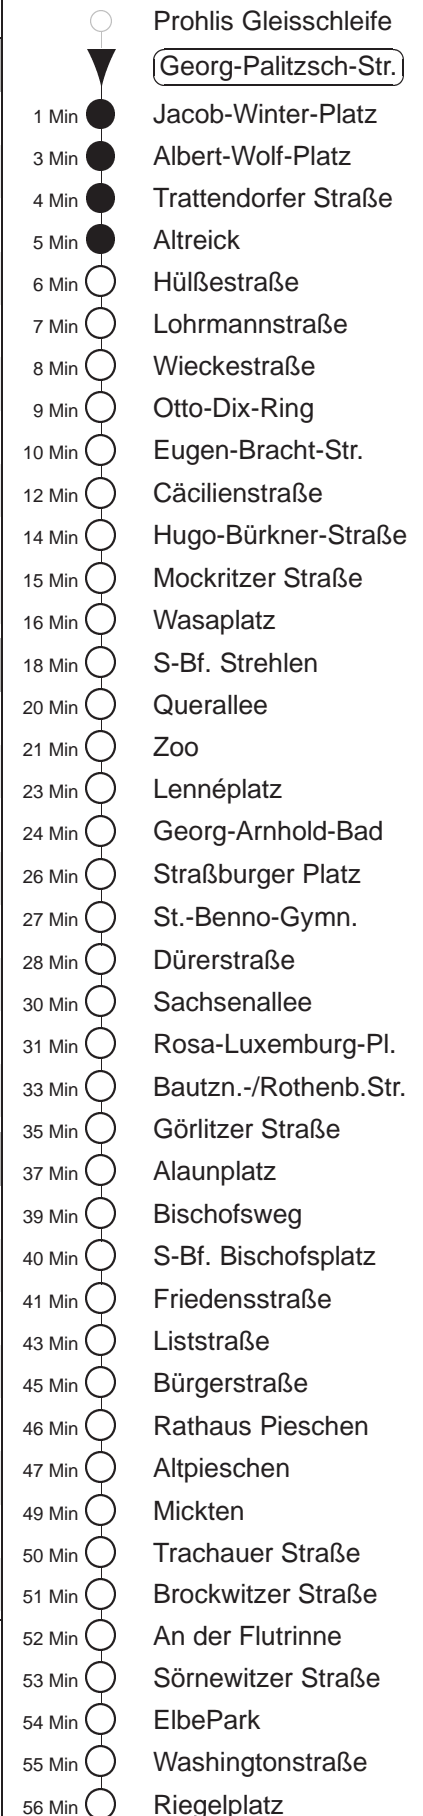 Prohlis Gleisschleife
Georg-Palitzsch-Str.
1 Min Jacob-Winter-Platz
3 Min Albert-Wolf-Platz
4 Min Trattendorfer Straße
5 Min Altreick
6 Min Hülßestraße
7 Min Lohrmannstraße
8 Min Wieckestraße
9 Min Otto-Dix-Ring
10 Min Eugen-Bracht-Str.
12 Min Cäcilienstraße
14 Min Hugo-Bürkner-Straße
15 Min Mockritzer Straße
16 Min Wasaplatz
18 Min S-Bf. Strehlen
20 Min Querallee
21 Min Zoo
23 Min Lennéplatz
24 Min Georg-Arnhold-Bad
26 Min Straßburger Platz
27 Min St.-Benno-Gymn.
28 Min Dürerstraße
30 Min Sachsenallee
31 Min Rosa-Luxemburg-Pl.
33 Min Bautzn.-/Rothenb.Str.
35 Min Görlitzer Straße
37 Min Alaunplatz
39 Min Bischofsweg
40 Min S-Bf. Bischofsplatz
41 Min Friedensstraße
43 Min Liststraße
45 Min Bürgerstraße
46 Min Rathaus Pieschen
47 Min Altpieschen
49 Min Mickten
50 Min Trachauer Straße
51 Min Brockwitzer Straße
52 Min An der Flutrinne
53 Min Sörnewitzer Straße
54 Min ElbePark
55 Min Washingtonstraße
56 Min Riegelplatz